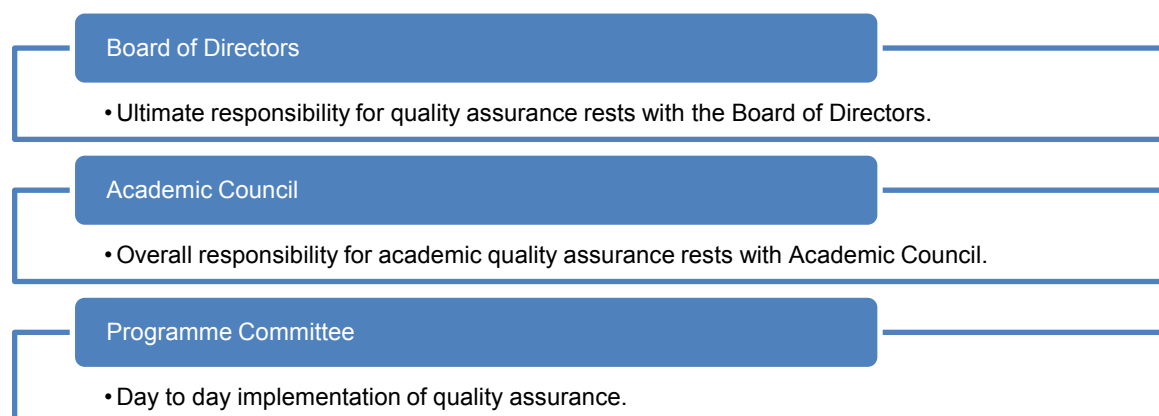 Board of Directors
• Ultimate responsibility for quality assurance rests with the Board of Directors.
Academic Council
• Overall responsibility for academic quality assurance rests with Academic Council.
Programme Committee
• Day to day implementation of quality assurance.